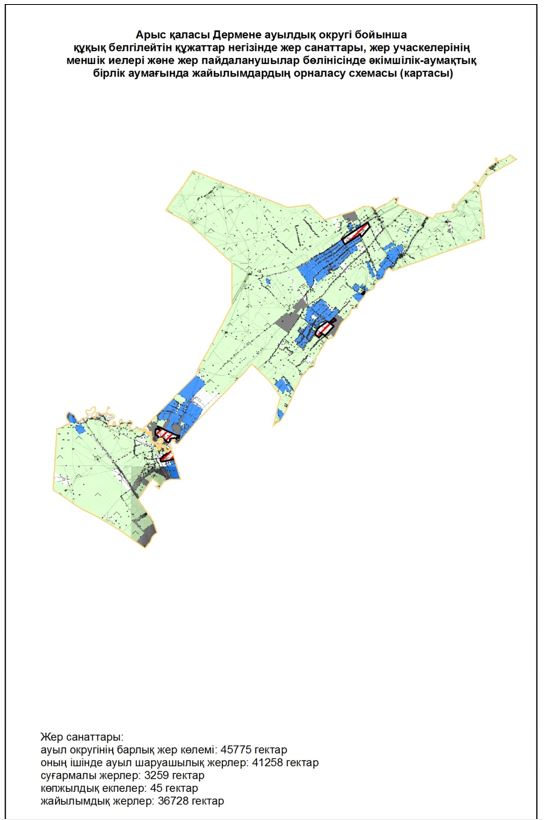 Арыс қаласы Дермене ауылдық округі бойынша
құқық белгілейтін құжаттар негізінде жер санаттары, жер учаскелерінің
меншік иелері және жер пайдаланушылар бөлінісінде әкімшілік-аумақтық
бірлік аумағында жайылымдардың орналасу схемасы (картасы)
Жер санаттары:
ауыл округінің барлық жер көлемі: 45775 гектар
оның ішінде ауыл шаруашылық жерлер: 41258 гектар
суғармалы жерлер: 3259 гектар
көпжылдық екпелер: 45 гектар
жайылымдық жерлер: 36728 гектар